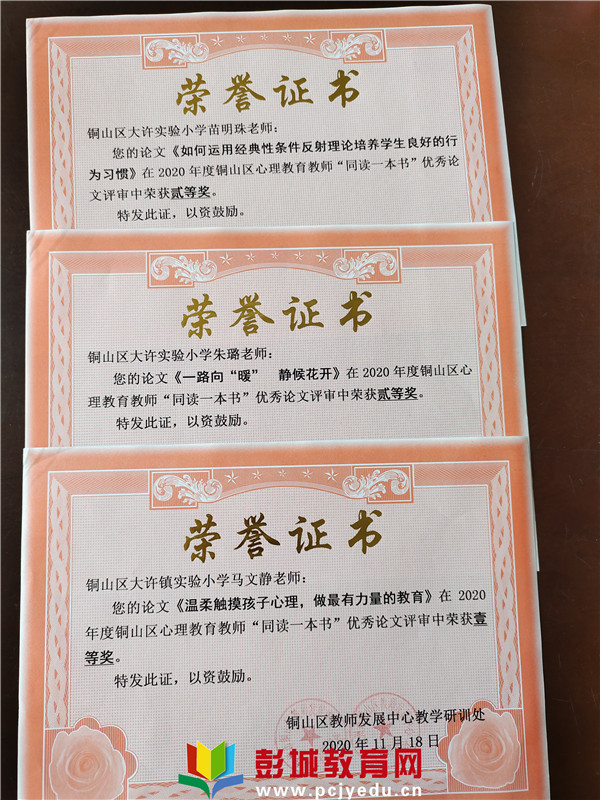 荣誉证书
铜山区大许实验小学苗明珠老师：
您的论文《如何运用经典性条件反射理论培养学生良好的行
为习惯》在2020年度铜山区心理教育教师“同读一本书”优秀论
文评审中荣获贰等奖。
特发此证，以资鼓励。
荣誉证书
铜山区大许实验小学朱璐老师：
您的论文《一路向“暖” 静候花开》在2020年度铜山区心
理教育教师“同读一本书”优秀论文评审中荣获贰等奖。
特发此证，以资鼓励。
荣誉证书
铜山区大许镇实验小学马文静老师：
您的论文《温柔触摸孩子心理，做最有力量的教育》在2020
年度铜山区心理教育教师“同读一本书”优秀论文评审中荣获壹
等奖。
特发此证，以资鼓励。
铜山区教师发展中心教学研训处
2020年11月18日
彭城教育网
www.pcjyedu.cn